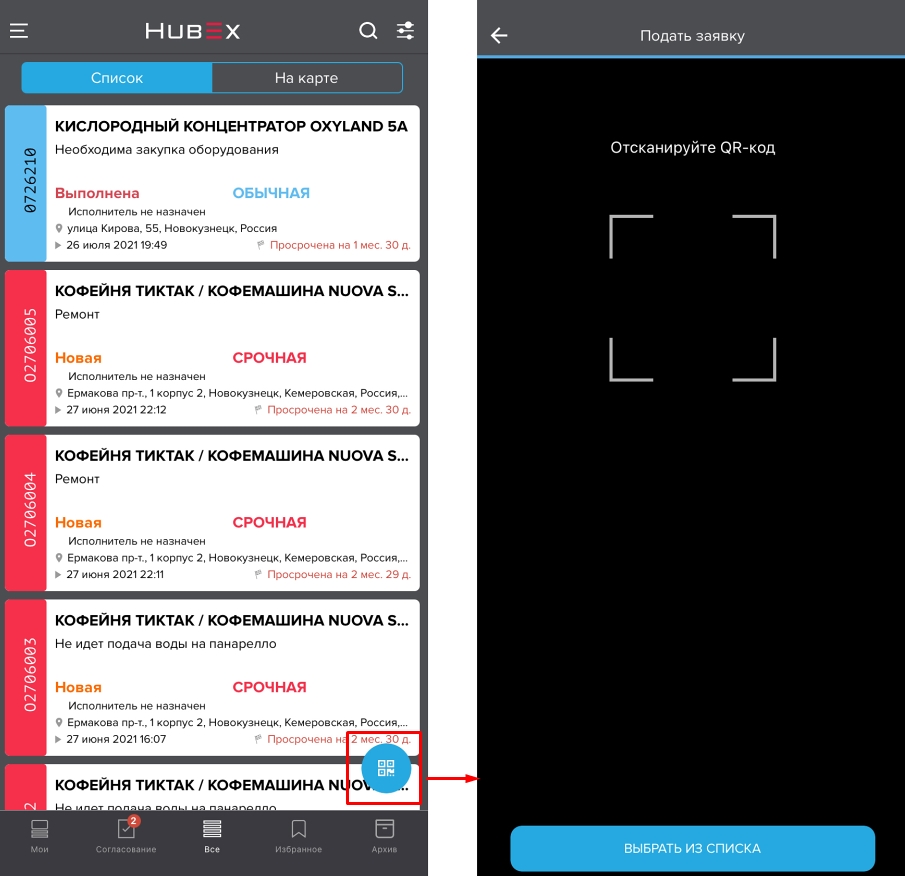 HUBEX
Список
На карте
0726210
КИСЛОРОДНЫЙ КОНЦЕНТРАТОР OXYLAND 5A
Необходима закупка оборудования
Выполнена
ОБЫЧНАЯ
Исполнитель не назначен
улица Кирова, 55, Новокузнецк, Россия
26 июля 2021 19:49
Просрочена на 1 мес. 30 д.
02706005
КОФЕЙНЯ ТИКТАК / КОФЕМАШИНА NUOVA S...
Ремонт
Новая
СРОЧНАЯ
Исполнитель не назначен
Ермакова пр-т., 1 корпус 2, Новокузнецк, Кемеровская, Россия,...
27 июня 2021 22:12
Просрочена на 2 мес. 30 д.
02706004
КОФЕЙНЯ ТИКТАК / КОФЕМАШИНА NUOVA S...
Ремонт
Новая
СРОЧНАЯ
Исполнитель не назначен
Ермакова пр-т., 1 корпус 2, Новокузнецк, Кемеровская, Россия,...
27 июня 2021 22:11
Просрочена на 2 мес. 29 д.
02706003
КОФЕЙНЯ ТИКТАК / КОФЕМАШИНА NUOVA S...
Не идет подача воды на панарелло
Новая
СРОЧНАЯ
Исполнитель не назначен
Ермакова пр-т., 1 корпус 2, Новокузнецк, Кемеровская, Россия,...
27 июня 2021 16:07
Просрочена на 2 мес. 30 д.
2
КОФЕЙНЯ ТИКТАК / КОФЕМАШИНА NUOV
Не идет подача воды на панарелло
Мои
2
Согласование
Все
Избранное
Архив
Подать заявку
Отсканируйте QR-код
ВЫБРАТЬ ИЗ СПИСКА